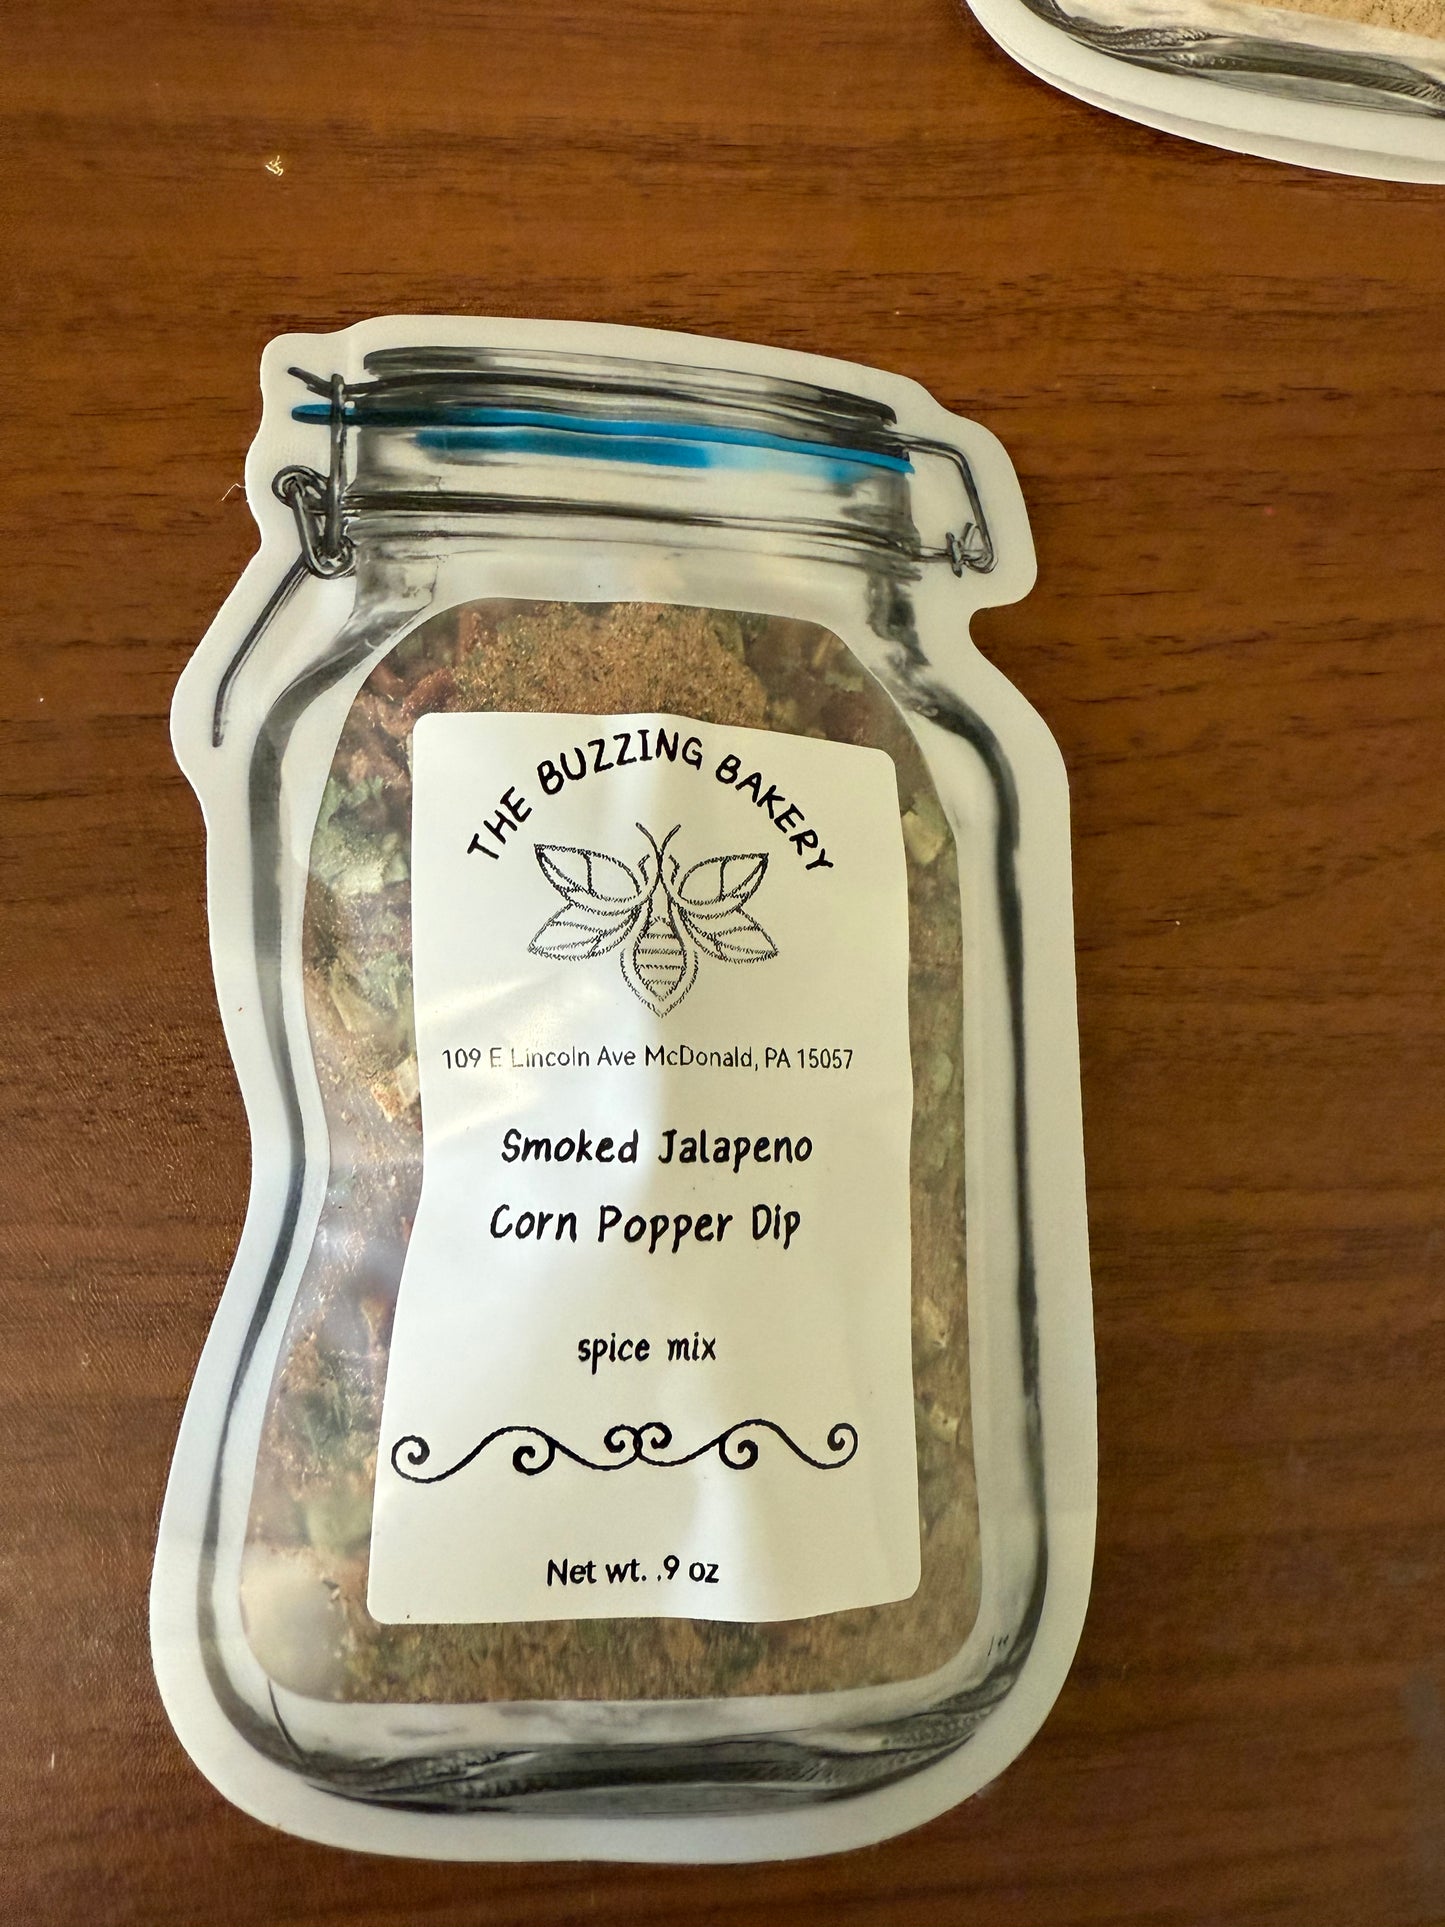 THE BUZZING BAKERY
109 E Lincoln Ave McDonald, PA 15057
Smoked Jalapeno
Corn Popper Dip
spice mix
Net wt. .9 oz